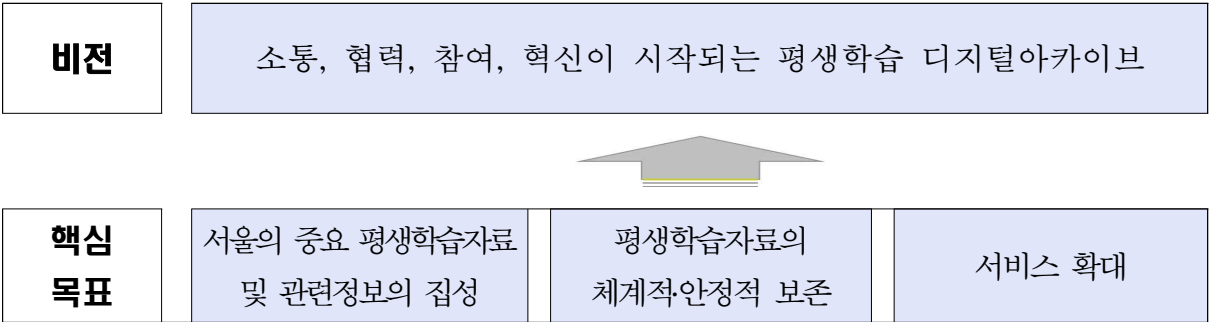 비전
소통, 협력, 참여, 혁신이 시작되는 평생학습 디지털아카이브
핵심
목표
서울의 중요 평생학습자료
및 관련정보의 집성
평생학습자료의
체계적·안정적 보존
서비스 확대